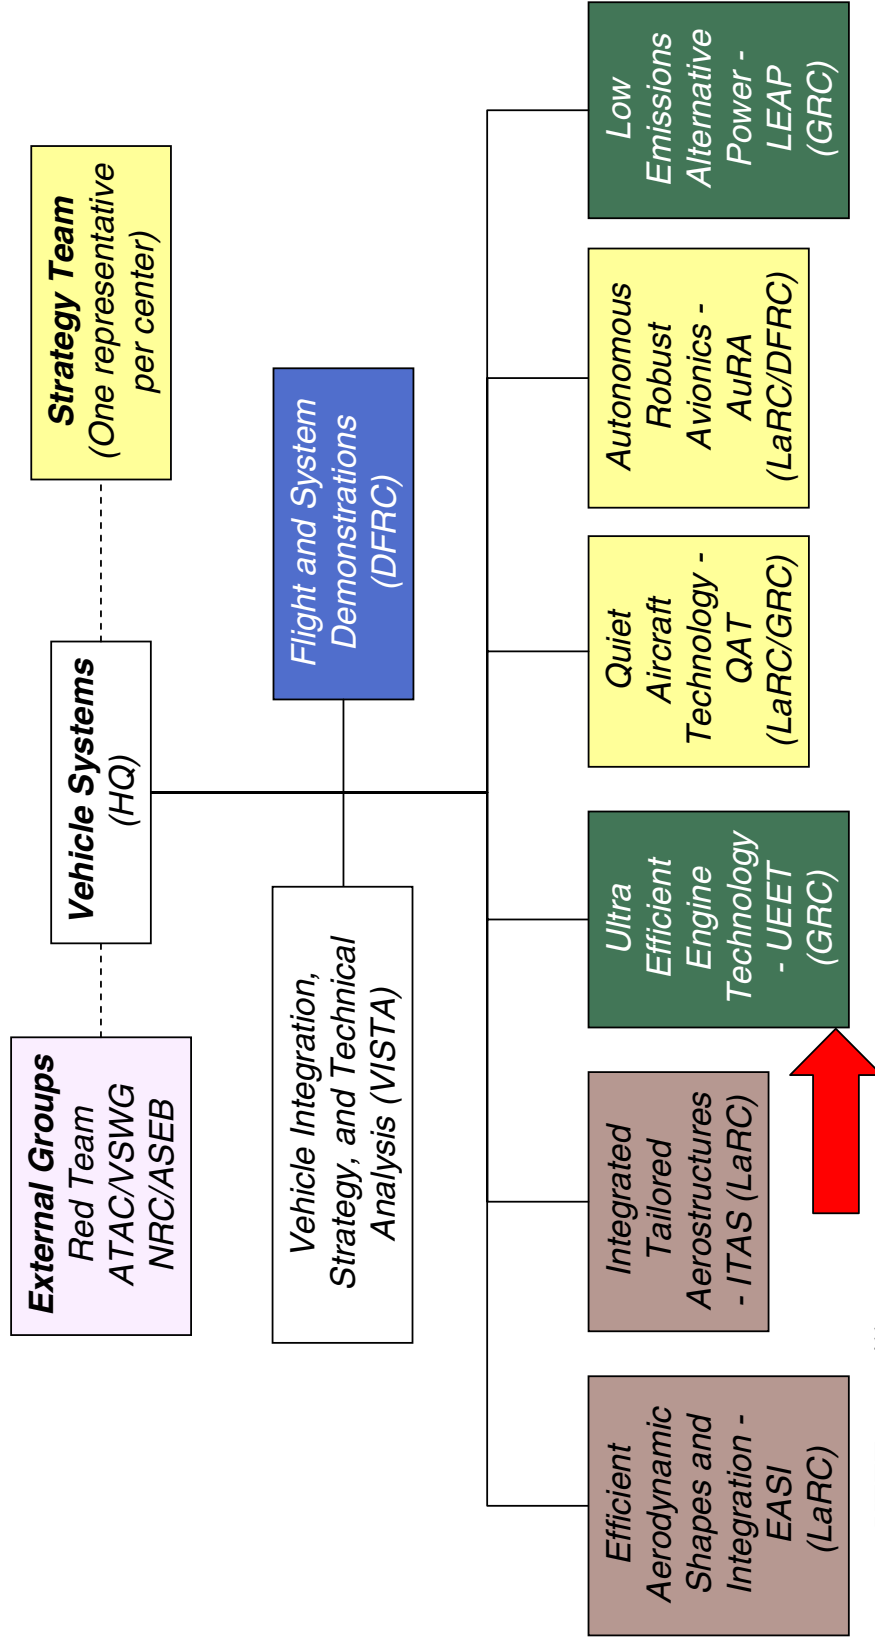 External Groups
Red Team
ATAC/VSWG
NRC/ASEB
Vehicle Systems
(HQ)
Strategy Team
(One representative
per center)
Vehicle Integration,
Strategy, and Technical
Analysis (VISTA)
Flight and System
Demonstrations
(DFRC)
Efficient
Aerodynamic
Shapes and
Integration -
EASI
(LaRC)
Integrated
Tailored
Aerostructures
- ITAS (LaRC)
Ultra
Efficient
Engine
Technology
- UEET
(GRC)
Quiet
Aircraft
Technology -
QAT
(LaRC/GRC)
Autonomous
Robust
Avionics -
AuRA
(LaRC/DFRC)
Low
Emissions
Alternative
Power -
LEAP
(GRC)